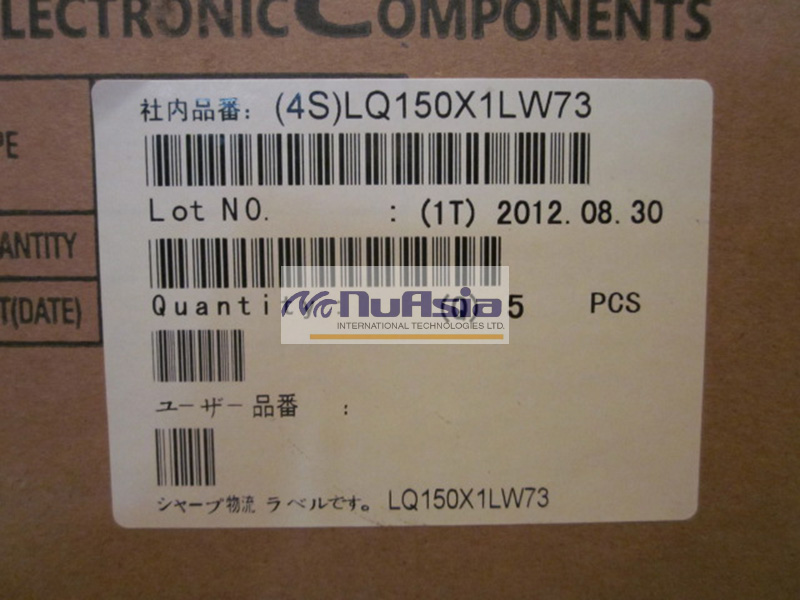 ELECTRONIC COMPONENTS
社内品番: (4S)LQ150X1LW73
Lot NO. : (1T) 2012.08.30
ANTITY
Quantity: (Q) 5 PCS
NuAsia
INTERNATIONAL TECHNOLOGIES LTD.
T(DATE)
ユーザー品番 :
シャープ物流 ラベルです。 LQ150X1LW73